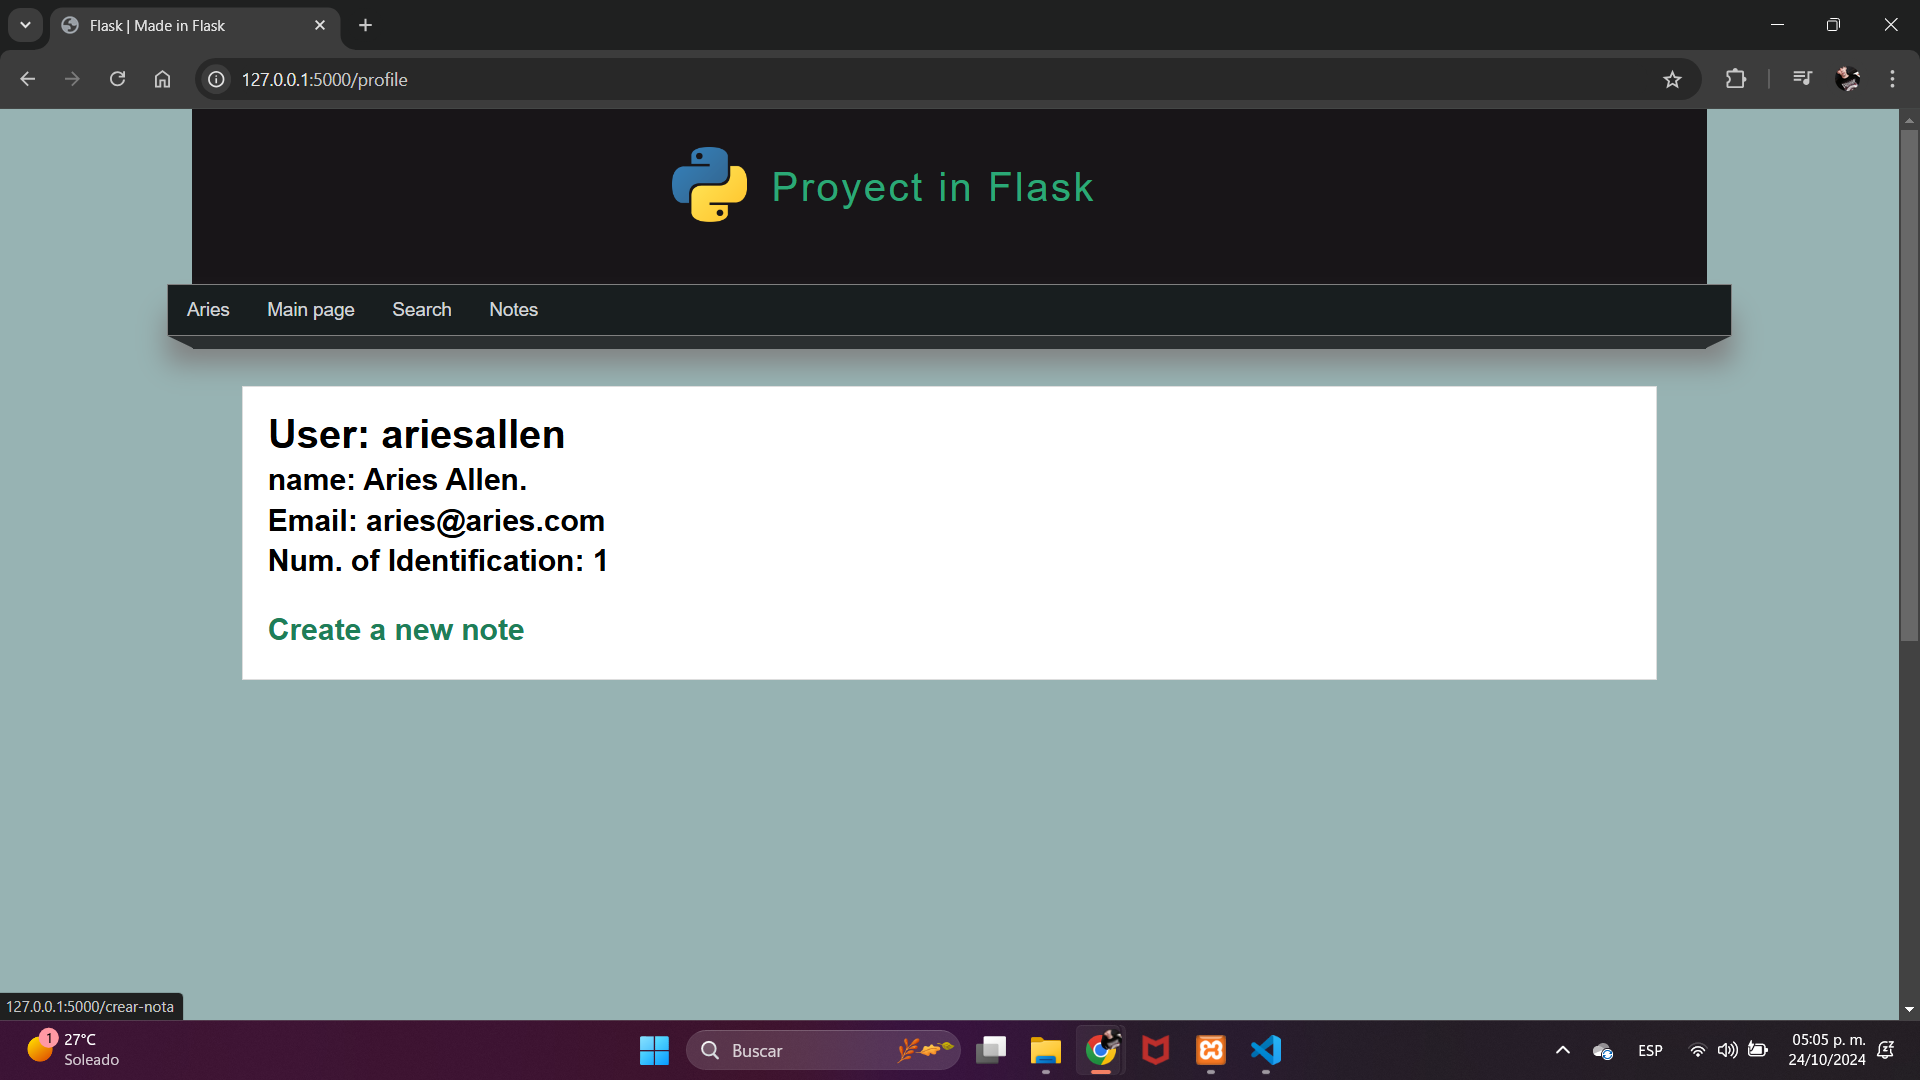 Flask | Made in Flask
127.0.0.1:5000/profile
Proyect in Flask
Aries Main page Search Notes
User: ariesallen
name: Aries Allen.
Email: aries@aries.com
Num. of Identification: 1
Create a new note
127.0.0.1:5000/crear-nota
1
27°C
Soleado
Buscar
ESP
05:05 p. m.
24/10/2024